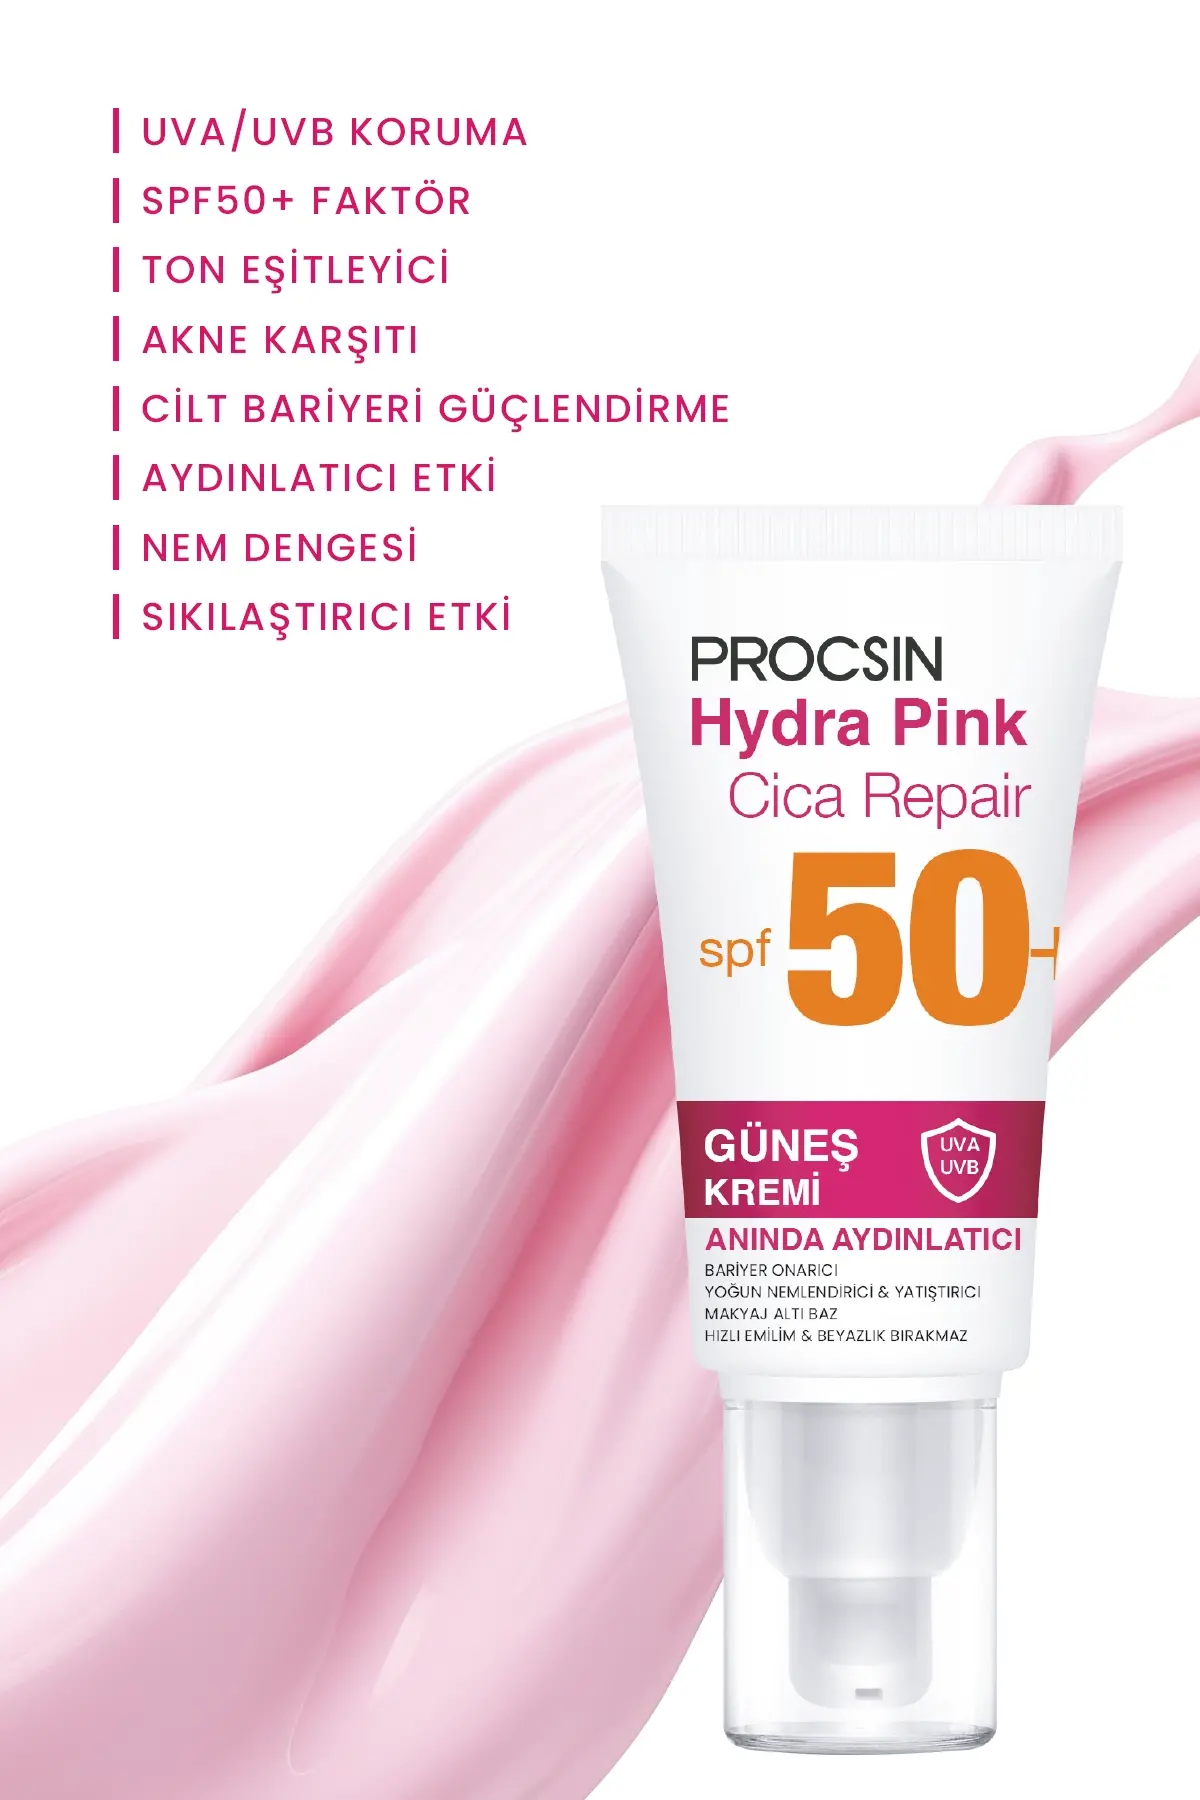 UVA/UVB KORUMA
SPF50+ FAKTÖR
TON EŞİTLEYİCİ
AKNE KARŞITI
CİLT BARİYERİ GÜÇLENDİRME
AYDINLATICI ETKİ
NEM DENGESİ
SIKILAŞTIRICI ETKİ
PROCSIN
Hydra Pink
Cica Repair
spf 50+
GÜNEŞ
KREMİ
UVA
UVB
ANINDA AYDINLATICI
BARİYER ONARICI
YOĞUN NEMLENDİRİCİ & YATIŞTIRICI
MAKYAJ ALTI BAZ
HIZLI EMİLİM & BEYAZLIK BIRAKMAZ